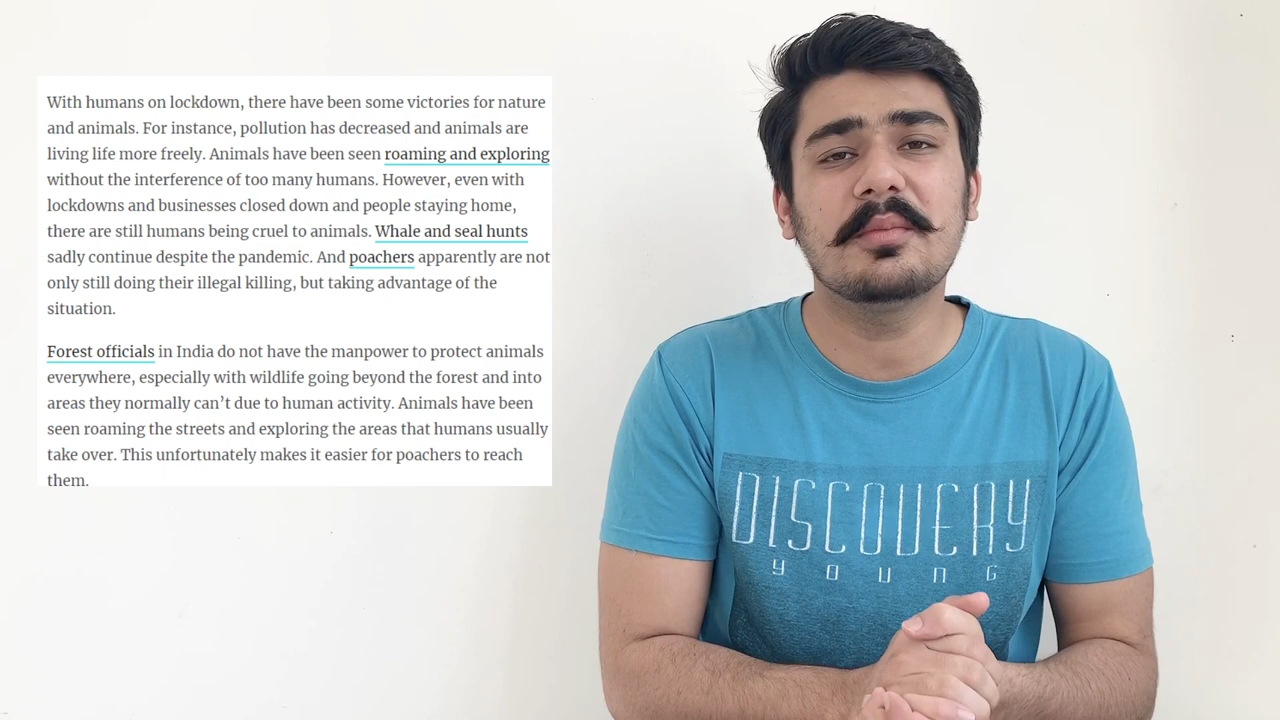 With humans on lockdown, there have been some victories for nature
and animals. For instance, pollution has decreased and animals are
living life more freely. Animals have been seen roaming and exploring
without the interference of too many humans. However, even with
lockdowns and businesses closed down and people staying home,
there are still humans being cruel to animals. Whale and seal hunts
sadly continue despite the pandemic. And poachers apparently are not
only still doing their illegal killing, but taking advantage of the
situation.
Forest officials in India do not have the manpower to protect animals
everywhere, especially with wildlife going beyond the forest and into
areas they normally can’t due to human activity. Animals have been
seen roaming the streets and exploring the areas that humans usually
take over. This unfortunately makes it easier for poachers to reach
them.
DISCOVERY
YOUNG